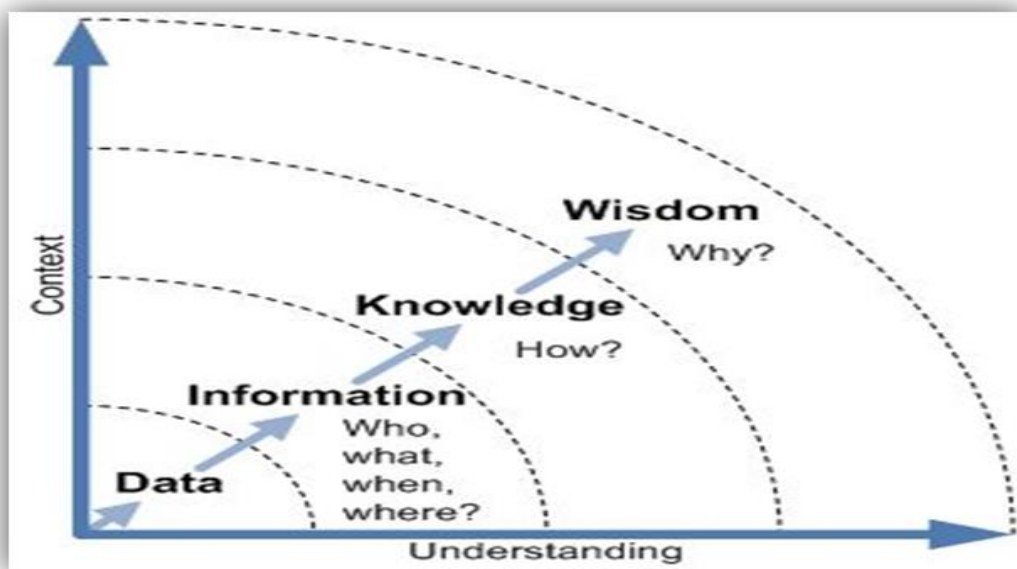 Wisdom
Why?
Knowledge
How?
Information
Who,
what,
when,
where?
Data
Context
Understanding